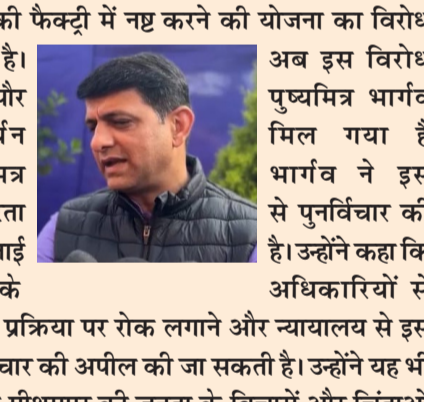 की फैक्ट्री में नष्ट करने की योजना का विरोध
है। अब इस विरोध
पुष्यमित्र भार्गव
मिल गया है
भार्गव ने इस
से पुनर्विचार की
है। उन्होंने कहा कि
के अधिकारियों से
प्रक्रिया पर रोक लगाने और न्यायालय से इस
चार की अपील की जा सकती है। उन्होंने यह भी